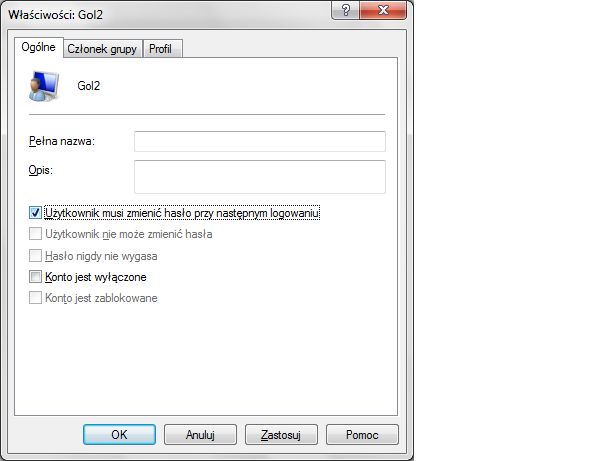 Właściwości: Gol2
Ogólne Członek grupy Profil
Gol2
Pełna nazwa:
Opis:
Użytkownik musi zmienić hasło przy następnym logowaniu
Użytkownik nie może zmienić hasła
Hasło nigdy nie wygasa
Konto jest wyłączone
Konto jest zablokowane
OK Anuluj Zastosuj Pomoc